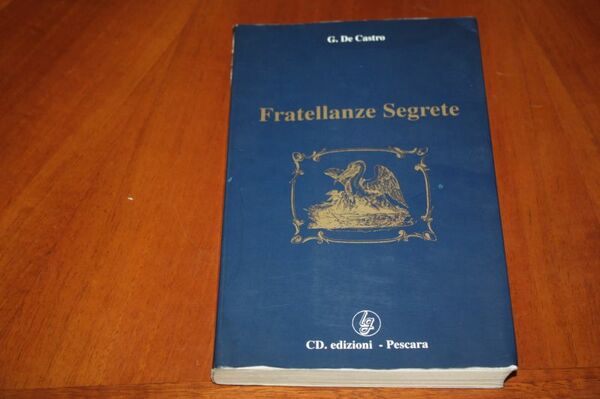 G. De Castro
Fratellanze Segrete
CD. edizioni - Pescara